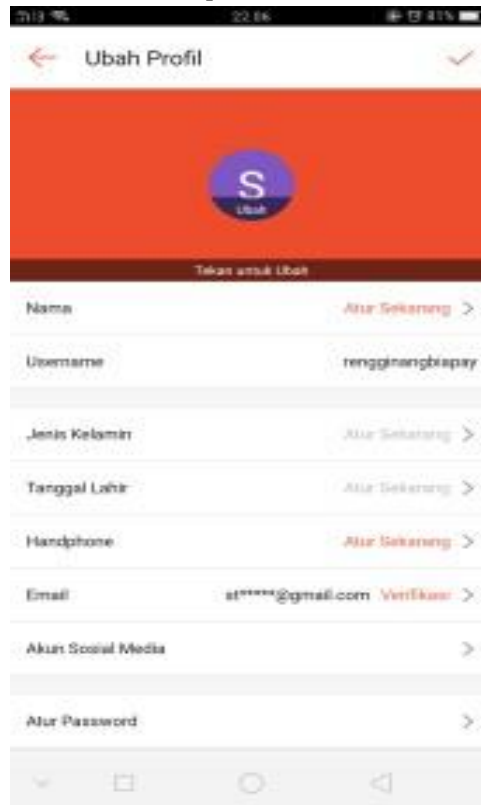 22.06 81%
Ubah Profil
S
Ubah
Tekan untuk Ubah
Nama Atur Sekarang >
Username rengginangbiapay
Jenis Kelamin Atur Sekarang >
Tanggal Lahir Atur Sekarang >
Handphone Atur Sekarang >
Email st*****@gmail.com Verifikasi >
Akun Sosial Media >
Atur Password >